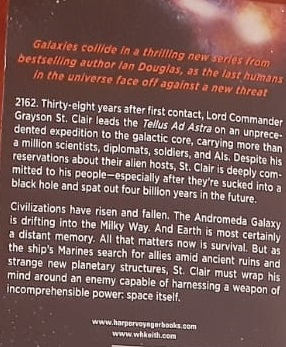 Galaxies collide in a thrilling new series from
bestselling author Ian Douglas, as the last humans
in the universe face off against a new threat
2162. Thirty-eight years after first contact, Lord Commander
Grayson St. Clair leads the Tellus Ad Astra on an unprece-
dented expedition to the galactic core, carrying more than
a million scientists, diplomats, soldiers, and AIs. Despite his
reservations about their alien hosts, St. Clair is deeply com-
mitted to his people—especially after they're sucked into a
black hole and spat out four billion years in the future.
Civilizations have risen and fallen. The Andromeda Galaxy
is drifting into the Milky Way. And Earth is most certainly
a distant memory. All that matters now is survival. But as
the ship's Marines search for allies amid ancient ruins and
strange new planetary structures, St. Clair must wrap his
mind around an enemy capable of harnessing a weapon of
incomprehensible power: space itself.
www.harpervoyagerbooks.com
www.whkeith.com